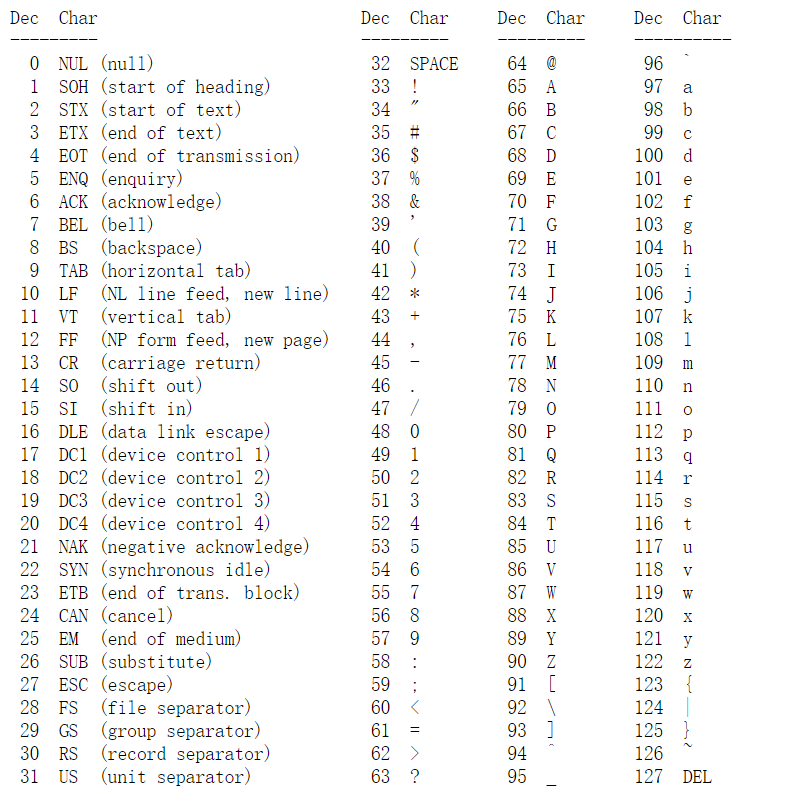 Dec  Char                           Dec  Char     Dec  Char     Dec  Char
---------                           ---------     ---------     ----------
  0  NUL (null)                      32  SPACE     64  @         96  `
  1  SOH (start of heading)          33  !         65  A         97  a
  2  STX (start of text)             34  "         66  B         98  b
  3  ETX (end of text)               35  #         67  C         99  c
  4  EOT (end of transmission)       36  $         68  D        100  d
  5  ENQ (enquiry)                   37  %         69  E        101  e
  6  ACK (acknowledge)               38  &         70  F        102  f
  7  BEL (bell)                      39  '         71  G        103  g
  8  BS  (backspace)                 40  (         72  H        104  h
  9  TAB (horizontal tab)            41  )         73  I        105  i
 10  LF  (NL line feed, new line)    42  *         74  J        106  j
 11  VT  (vertical tab)              43  +         75  K        107  k
 12  FF  (NP form feed, new page)    44  ,         76  L        108  l
 13  CR  (carriage return)           45  -         77  M        109  m
 14  SO  (shift out)                 46  .         78  N        110  n
 15  SI  (shift in)                  47  /         79  O        111  o
 16  DLE (data link escape)          48  0         80  P        112  p
 17  DC1 (device control 1)          49  1         81  Q        113  q
 18  DC2 (device control 2)          50  2         82  R        114  r
 19  DC3 (device control 3)          51  3         83  S        115  s
 20  DC4 (device control 4)          52  4         84  T        116  t
 21  NAK (negative acknowledge)      53  5         85  U        117  u
 22  SYN (synchronous idle)          54  6         86  V        118  v
 23  ETB (end of trans. block)       55  7         87  W        119  w
 24  CAN (cancel)                    56  8         88  X        120  x
 25  EM  (end of medium)             57  9         89  Y        121  y
 26  SUB (substitute)                58  :         90  Z        122  z
 27  ESC (escape)                    59  ;         91  [        123  {
 28  FS  (file separator)            60  <         92  \        124  |
 29  GS  (group separator)           61  =         93  ]        125  }
 30  RS  (record separator)          62  >         94  ^        126  ~
 31  US  (unit separator)            63  ?         95  _        127  DEL